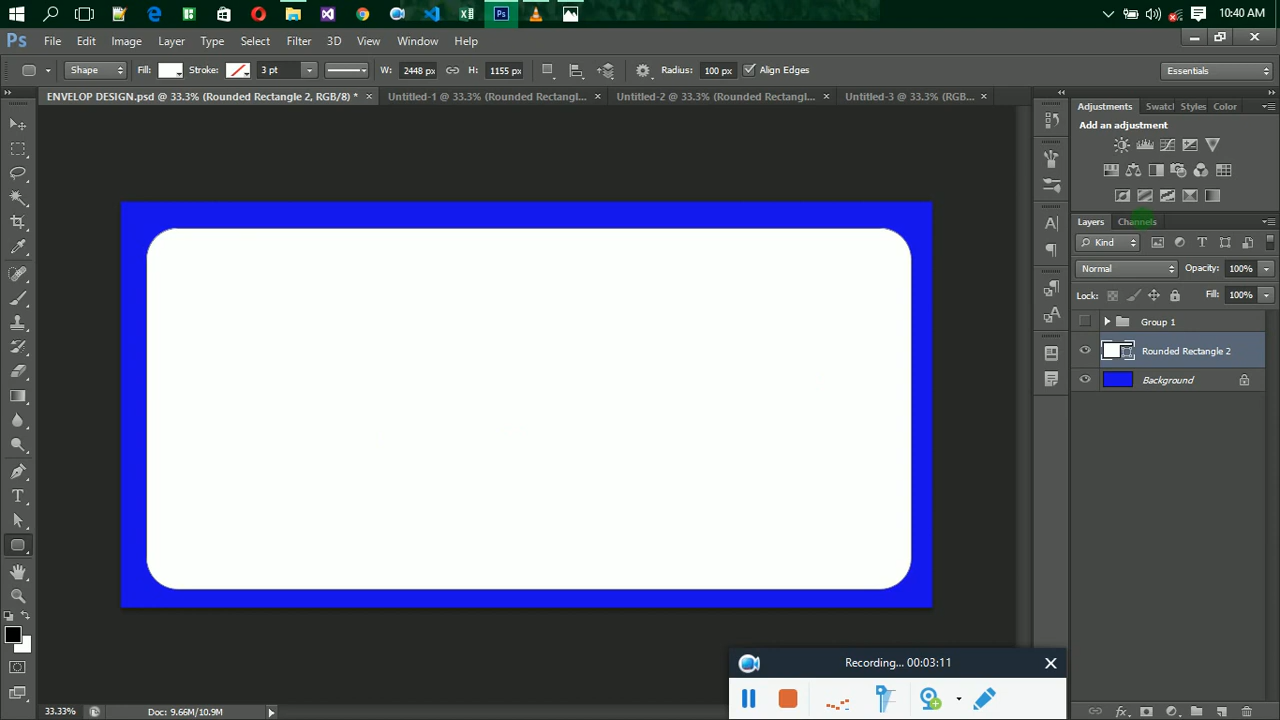 10:40 AM
Ps File Edit Image Layer Type Select Filter 3D View Window Help
Shape Fill: Stroke: 3 pt W: 2448 px H: 1155 px Radius: 100 px Align Edges Essentials
ENVELOP DESIGN.psd @ 33.3% (Rounded Rectangle 2, RGB/8) * × Untitled-1 @ 33.3% (Rounded Rectangl... × Untitled-2 @ 33.3% (Rounded Rectangl... × Untitled-3 @ 33.3% (RGB... ×
Adjustments Swatcl Styles Color
Add an adjustment
Layers Channels
Kind
Normal Opacity: 100%
Lock: Fill: 100%
Group 1
Rounded Rectangle 2
Background
Recording... 00:03:11
33.33% Doc: 9.66M/10.9M